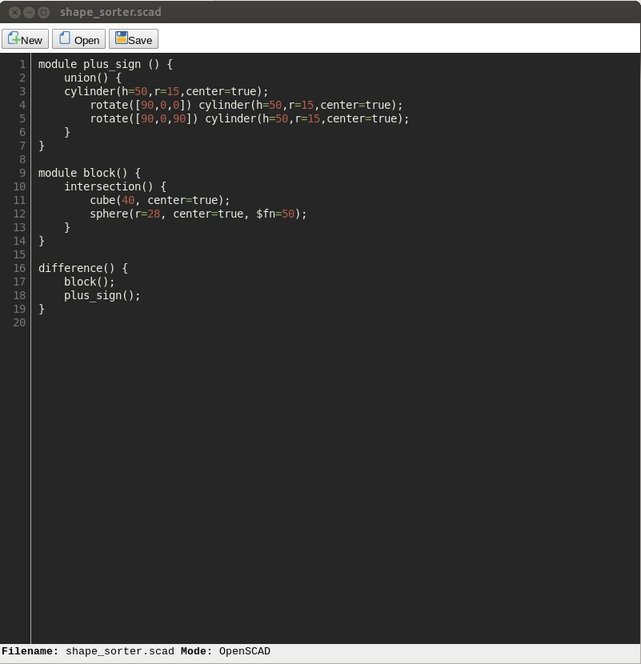 shape_sorter.scad
New Open Save
1 module plus_sign () {
2     union() {
3     cylinder(h=50,r=15,center=true);
4         rotate([90,0,0]) cylinder(h=50,r=15,center=true);
5         rotate([90,0,90]) cylinder(h=50,r=15,center=true);
6     }
7 }
8
9 module block() {
10     intersection() {
11         cube(40, center=true);
12         sphere(r=28, center=true, $fn=50);
13     }
14 }
15
16 difference() {
17     block();
18     plus_sign();
19 }
20
Filename: shape_sorter.scad Mode: OpenSCAD